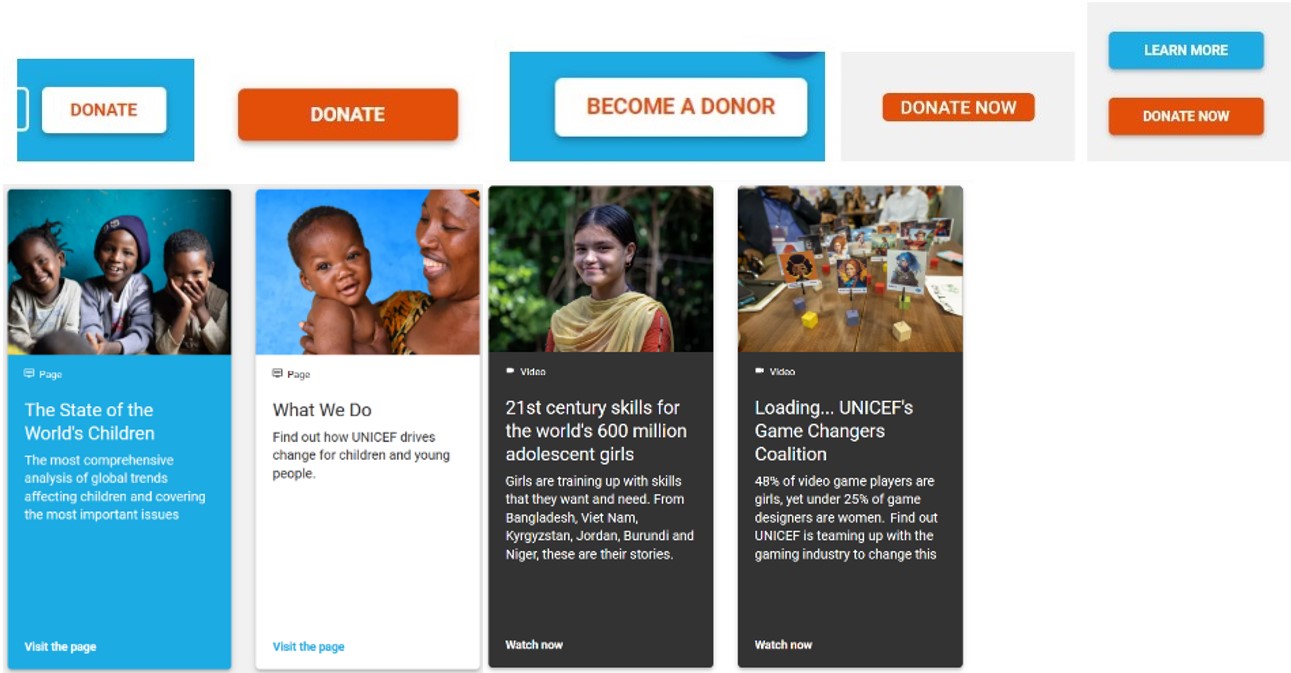 DONATE
DONATE
BECOME A DONOR
DONATE NOW
LEARN MORE
DONATE NOW
Page
The State of the
World's Children
The most comprehensive
analysis of global trends
affecting children and covering
the most important issues
Visit the page
Page
What We Do
Find out how UNICEF drives
change for children and young
people.
Visit the page
Video
21st century skills for
the world's 600 million
adolescent girls
Girls are training up with skills
that they want and need. From
Bangladesh, Viet Nam,
Kyrgyzstan, Jordan, Burundi and
Niger, these are their stories.
Watch now
Video
Loading... UNICEF's
Game Changers
Coalition
48% of video game players are
girls, yet under 25% of game
designers are women. Find out
UNICEF is teaming up with the
gaming industry to change this
Watch now